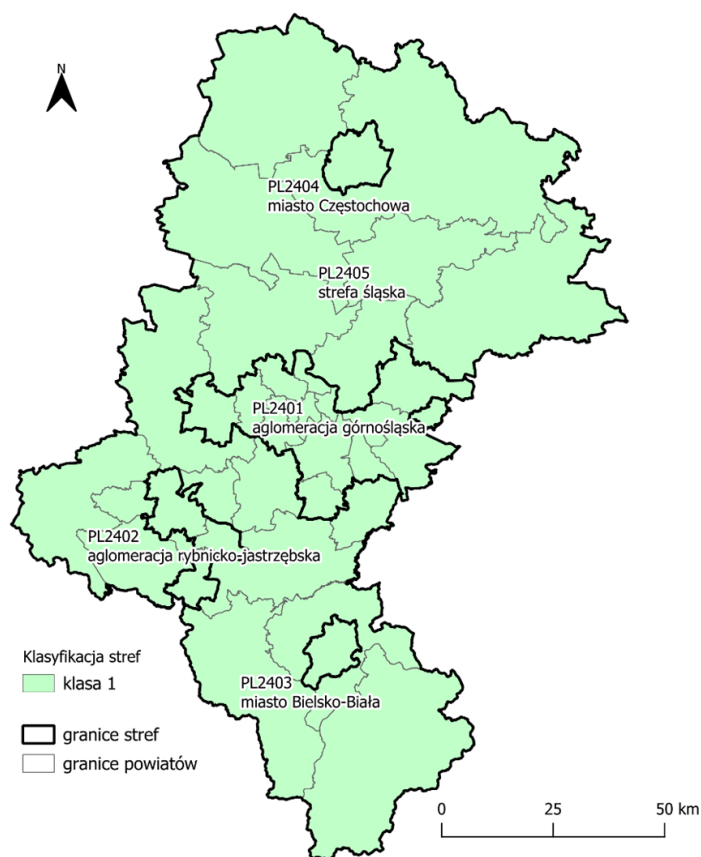 N
PL2404
miasto Częstochowa
PL2405
strefa śląska
PL2401
aglomeracja górnośląska
PL2402
aglomeracja rybnicko-jastrzębska
PL2403
miasto Bielsko-Biała
Klasyfikacja stref
klasa 1
granice stref
granice powiatów
0 25 50 km